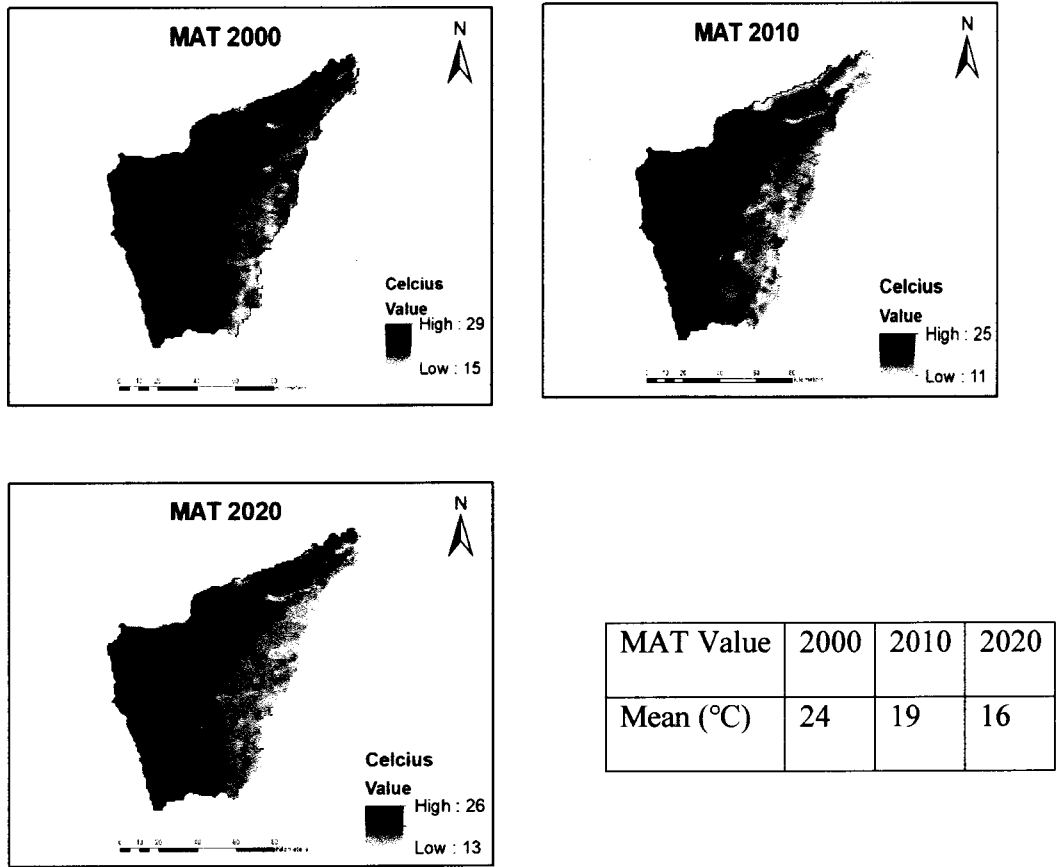 MAT 2000
N
Celcius
Value
High : 29
Low : 15
MAT 2010
N
Celcius
Value
High : 25
Low : 11
MAT 2020
N
Celcius
Value
High : 26
Low : 13
MAT Value 2000 2010 2020
Mean (°C) 24 19 16